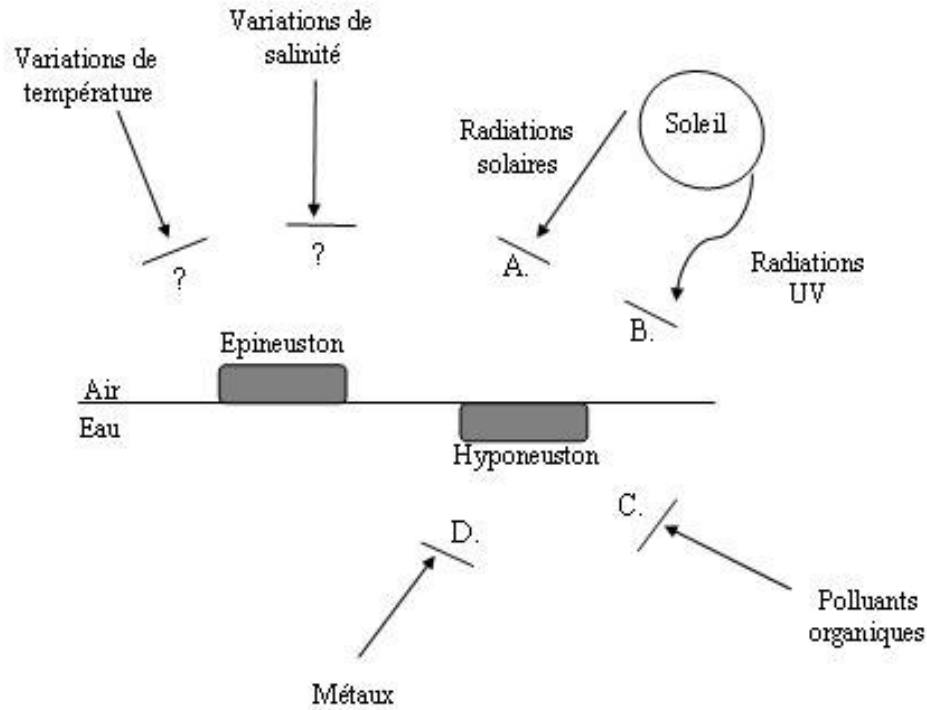 Variations de
température
Variations de
salinité
Radiations
solaires
Soleil
Radiations
UV
?
?
A.
B.
Epineuston
Air
Eau
Hyponeuston
D.
C.
Métaux
Polluants
organiques